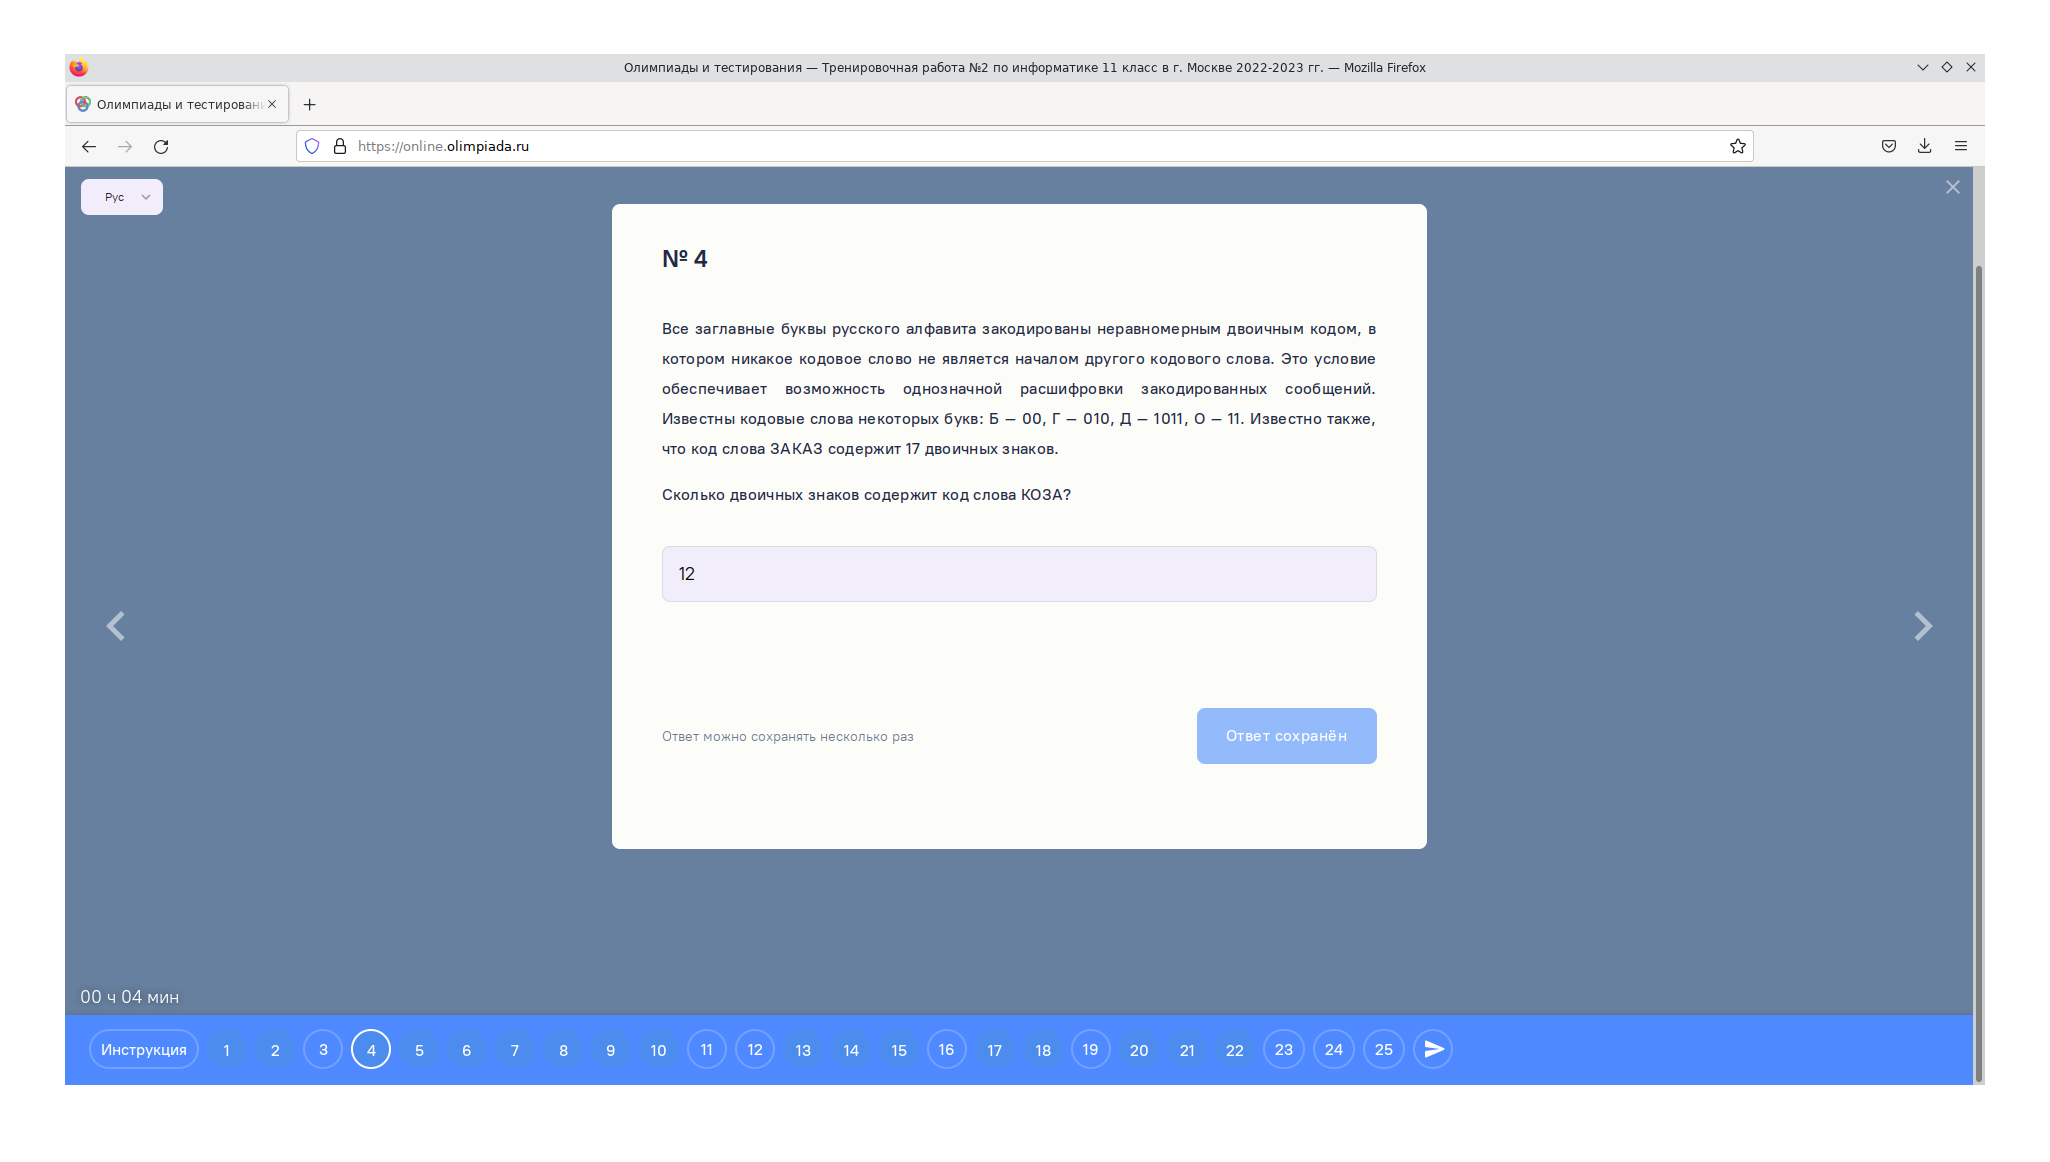 Олимпиады и тестирования — Тренировочная работа №2 по информатике 11 класс в г. Москве 2022-2023 гг. — Mozilla Firefox
Олимпиады и тестирован
https://online.olimpiada.ru
Рус
№ 4
Все заглавные буквы русского алфавита закодированы неравномерным двоичным кодом, в
котором никакое кодовое слово не является началом другого кодового слова. Это условие
обеспечивает возможность однозначной расшифровки закодированных сообщений.
Известны кодовые слова некоторых букв: Б — 00, Г — 010, Д — 1011, О — 11. Известно также,
что код слова ЗАКАЗ содержит 17 двоичных знаков.
Сколько двоичных знаков содержит код слова КОЗА?
12
Ответ можно сохранять несколько раз
Ответ сохранён
00 ч 04 мин
Инструкция 1 2 3 4 5 6 7 8 9 10 11 12 13 14 15 16 17 18 19 20 21 22 23 24 25